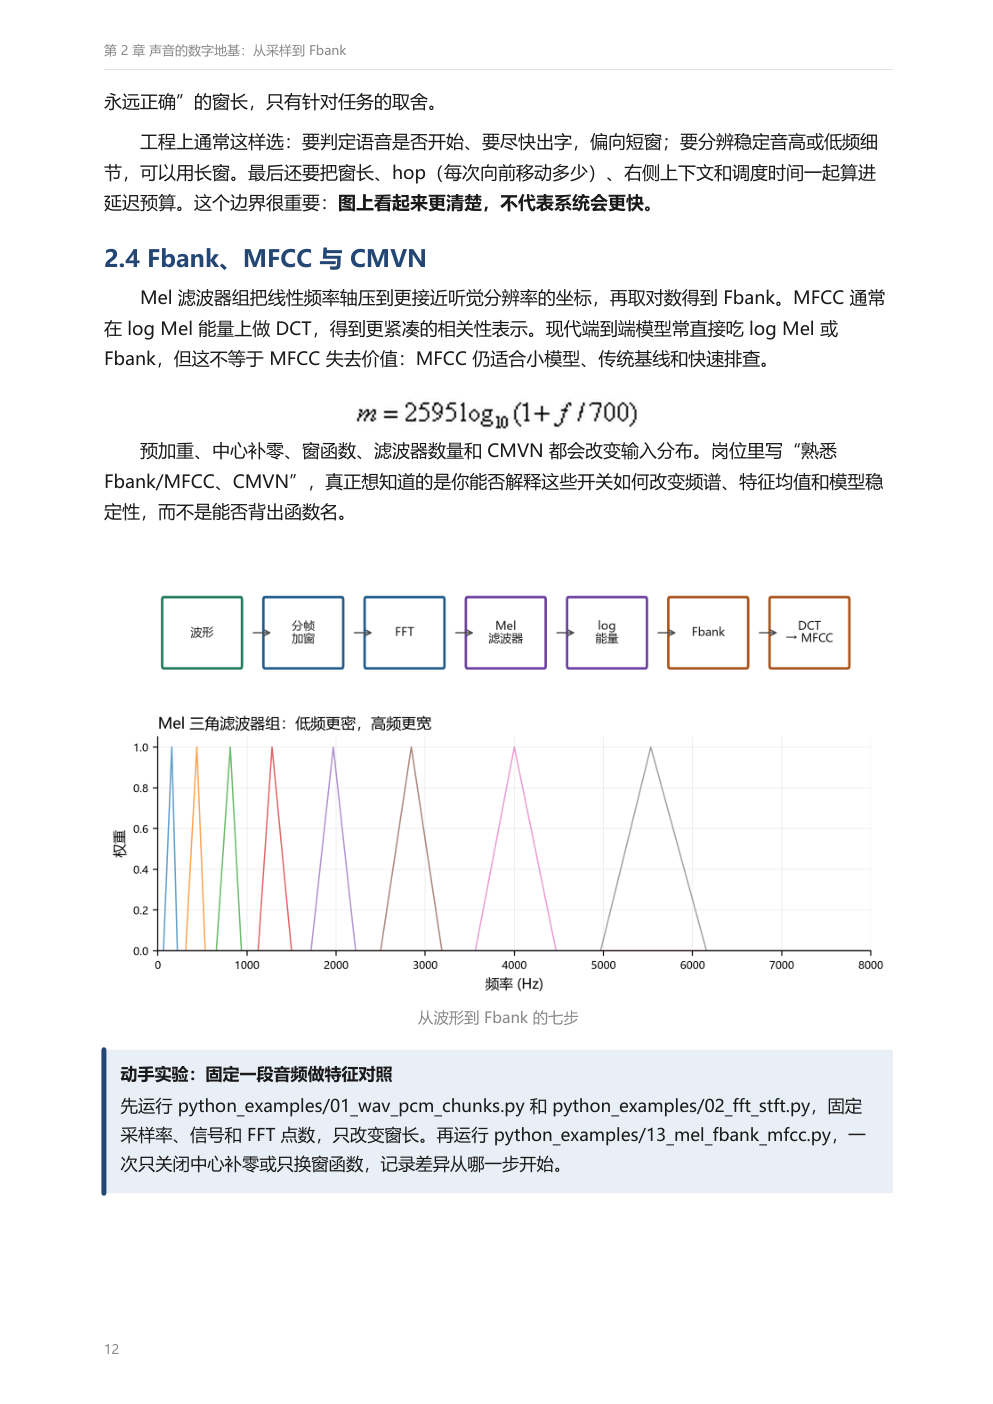 第 2 章 声音的数字地基：从采样到 Fbank
永远正确”的窗长，只有针对任务的取舍。
工程上通常这样选：要判定语音是否开始、要尽快出字，偏向短窗；要分辨稳定音高或低频细
节，可以用长窗。最后还要把窗长、hop（每次向前移动多少）、右侧上下文和调度时间一起算进
延迟预算。这个边界很重要：图上看起来更清楚，不代表系统会更快。
2.4 Fbank、MFCC 与 CMVN
Mel 滤波器组把线性频率轴压到更接近听觉分辨率的坐标，再取对数得到 Fbank。MFCC 通常
在 log Mel 能量上做 DCT，得到更紧凑的相关性表示。现代端到端模型常直接吃 log Mel 或
Fbank，但这不等于 MFCC 失去价值：MFCC 仍适合小模型、传统基线和快速排查。
m = 2595log₁₀(1+ f /700)
预加重、中心补零、窗函数、滤波器数量和 CMVN 都会改变输入分布。岗位里写“熟悉
Fbank/MFCC、CMVN”，真正想知道的是你能否解释这些开关如何改变频谱、特征均值和模型稳
定性，而不是能否背出函数名。
波形
分帧
加窗
FFT
Mel
滤波器
log
能量
Fbank
DCT
→ MFCC
Mel 三角滤波器组：低频更密，高频更宽
1.0
0.8
0.6
0.4
0.2
0.0
权重
0 1000 2000 3000 4000 5000 6000 7000 8000
频率 (Hz)
从波形到 Fbank 的七步
动手实验：固定一段音频做特征对照
先运行 python_examples/01_wav_pcm_chunks.py 和 python_examples/02_fft_stft.py，固定
采样率、信号和 FFT 点数，只改变窗长。再运行 python_examples/13_mel_fbank_mfcc.py，一
次只关闭中心补零或只换窗函数，记录差异从哪一步开始。
12